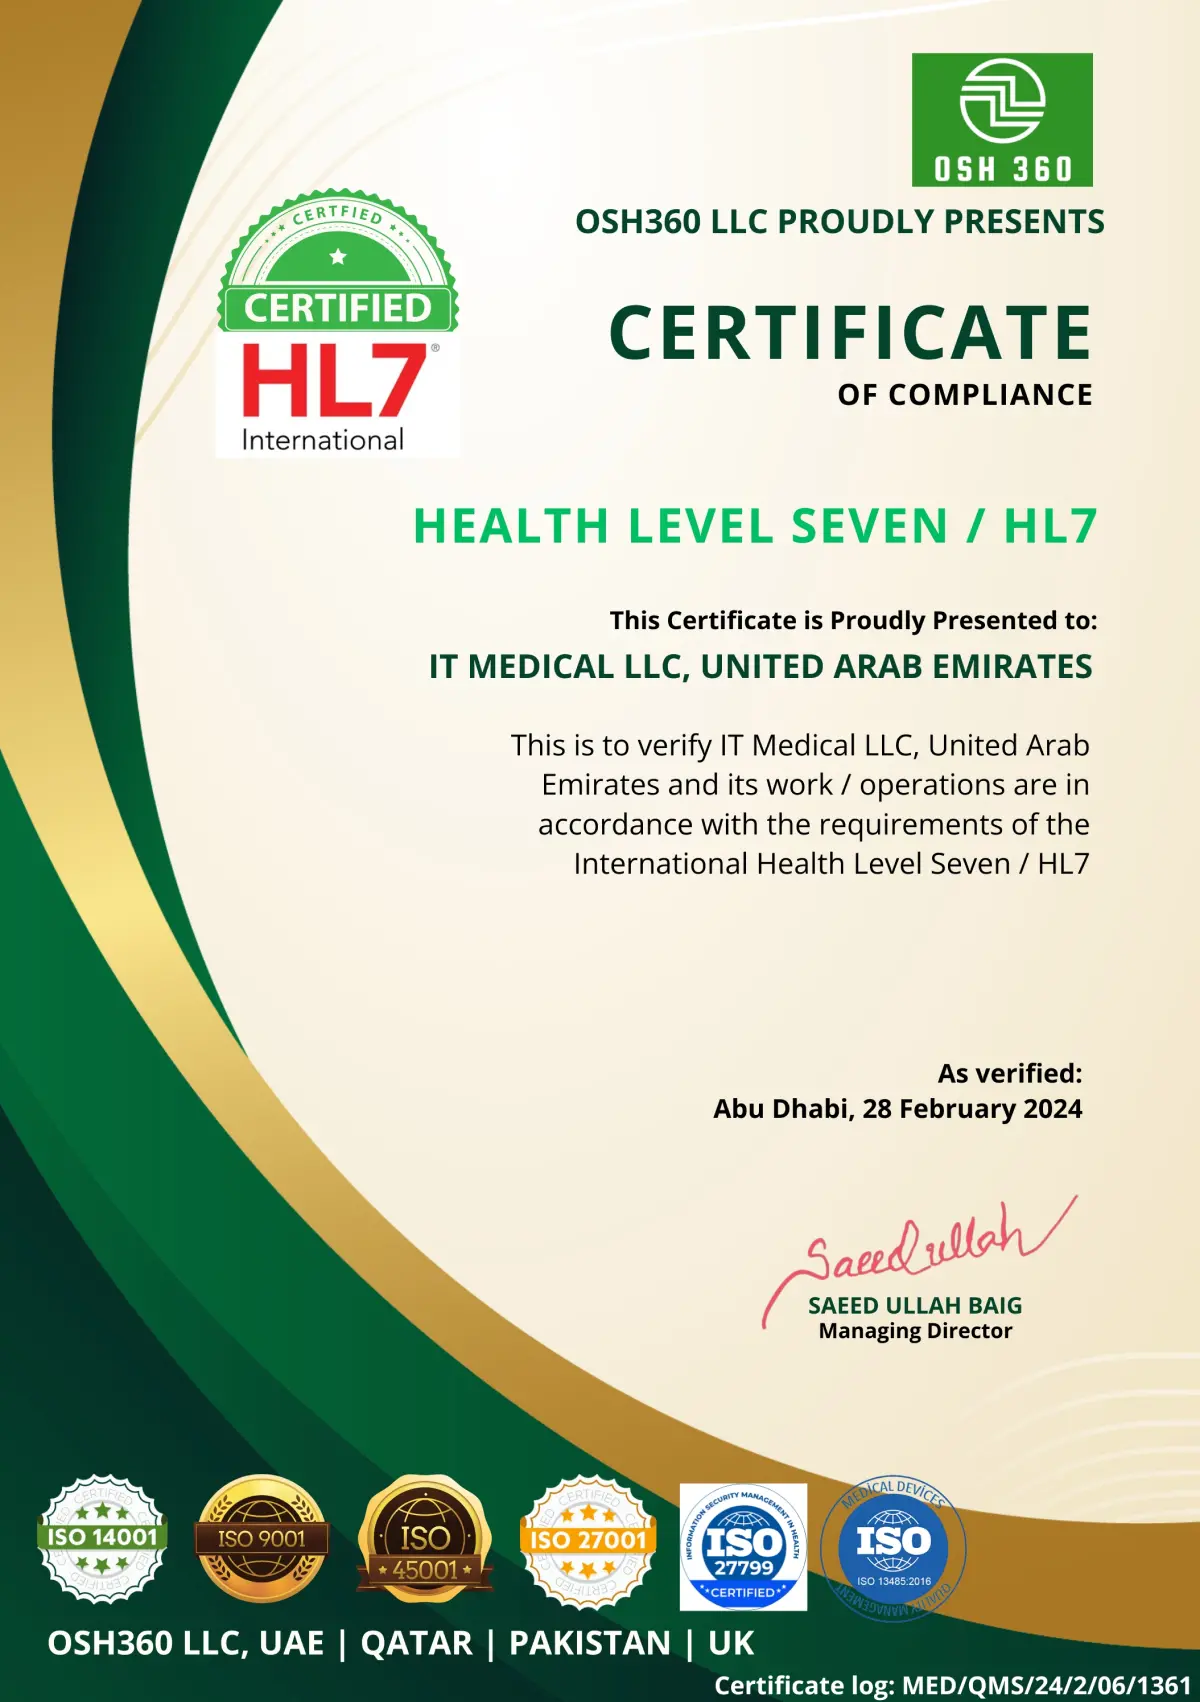 OSH 360
OSH360 LLC PROUDLY PRESENTS
CERTFIED
CERTIFIED
HL7®
International
CERTIFICATE
OF COMPLIANCE
HEALTH LEVEL SEVEN / HL7
This Certificate is Proudly Presented to:
IT MEDICAL LLC, UNITED ARAB EMIRATES
This is to verify IT Medical LLC, United Arab
Emirates and its work / operations are in
accordance with the requirements of the
International Health Level Seven / HL7
As verified:
Abu Dhabi, 28 February 2024
Saeedullah
SAEED ULLAH BAIG
Managing Director
CERTIFIED
ISO 14001
CERTIFIED
ISO 9001
ISO
45001
CERTIFIED
ISO 27001
CERTIFIED
INFORMATION SECURITY MANAGEMENT IN HEALTH
ISO
27799
CERTIFIED
MEDICAL DEVICES
ISO
ISO 13485:2016
QUALITY MANAGEMENT
OSH360 LLC, UAE | QATAR | PAKISTAN | UK
Certificate log: MED/QMS/24/2/06/1361